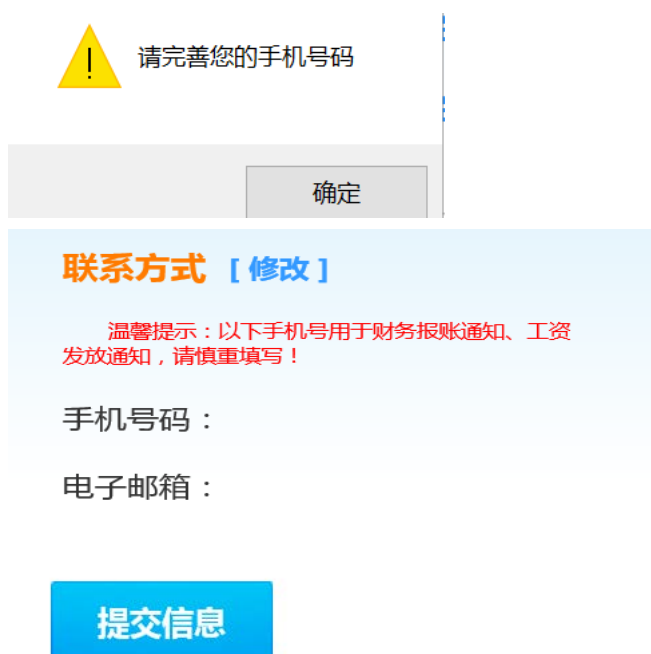 请完善您的手机号码
确定
联系方式 [ 修改 ]
温馨提示：以下手机号用于财务报账通知、工资
发放通知，请慎重填写！
手机号码：
电子邮箱：
提交信息